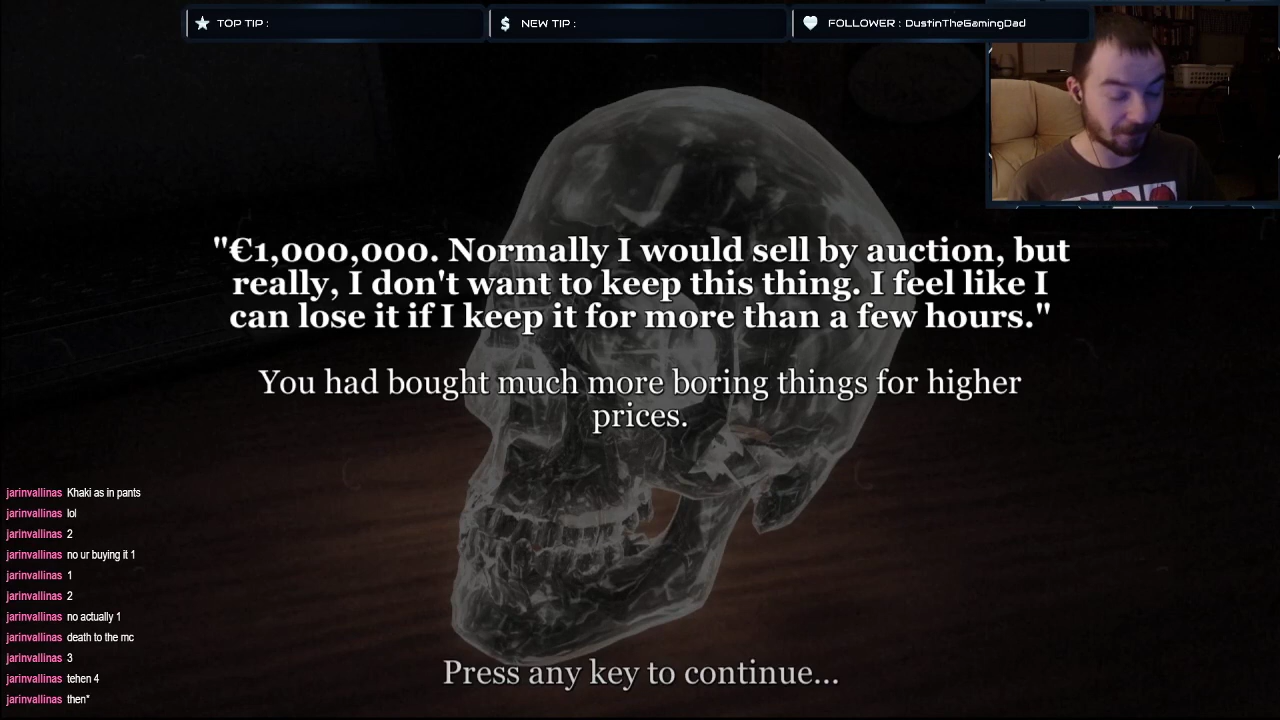 TOP TIP :
NEW TIP :
FOLLOWER : DustinTheGamingDad
"€1,000,000. Normally I would sell by auction, but
really, I don't want to keep this thing. I feel like I
can lose it if I keep it for more than a few hours."
You had bought much more boring things for higher
prices.
jarinvallinas Khaki as in pants
jarinvallinas lol
jarinvallinas 2
jarinvallinas no ur buying it 1
jarinvallinas 1
jarinvallinas 2
jarinvallinas no actually 1
jarinvallinas death to the mc
jarinvallinas 3
jarinvallinas tehen 4
jarinvallinas then*
Press any key to continue...